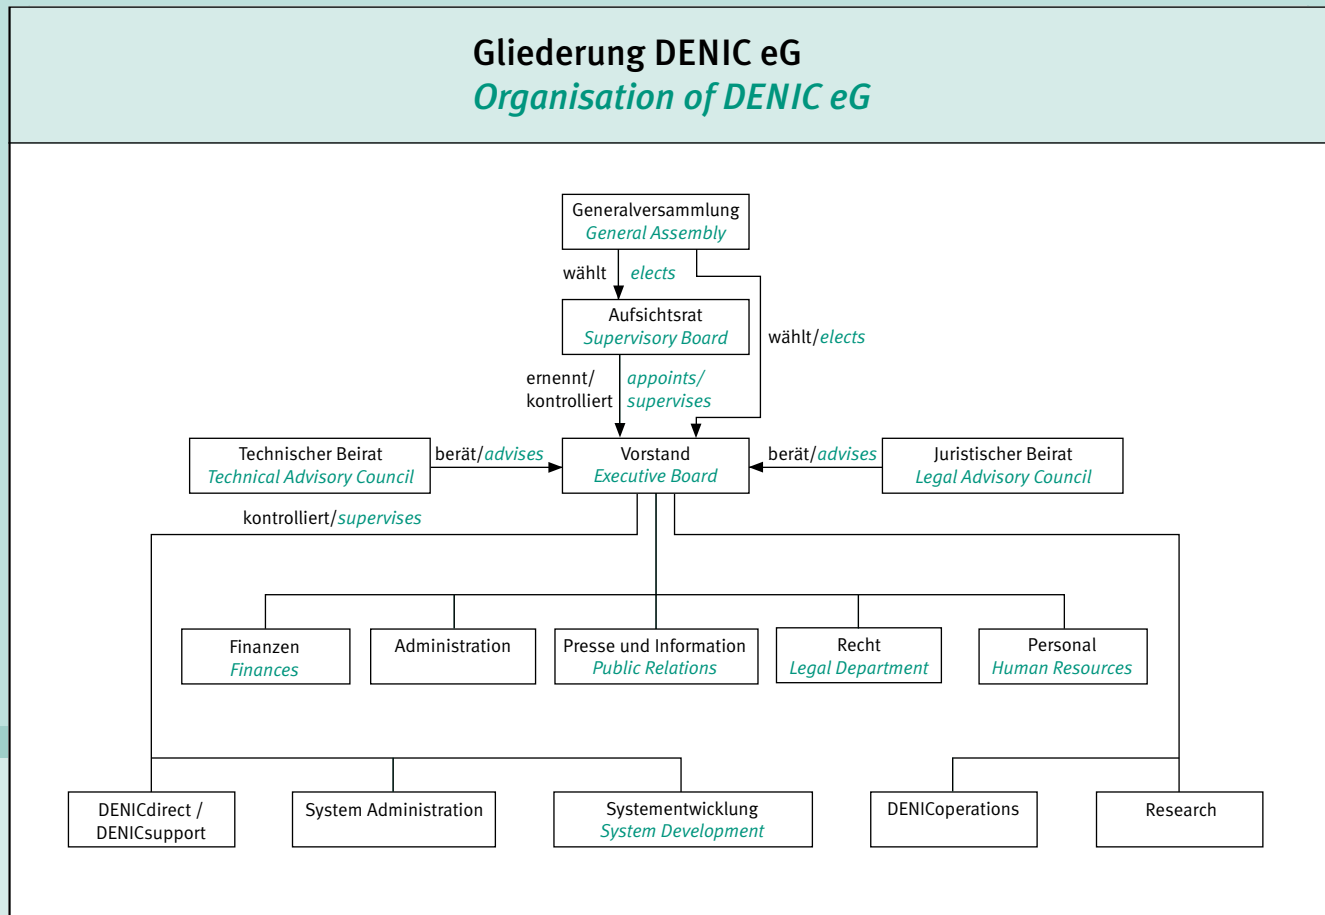 Gliederung DENIC eG
Organisation of DENIC eG
Generalversammlung
General Assembly
wählt elects
Aufsichtsrat
Supervisory Board
wählt/elects
ernennt/ appoints/
kontrolliert supervises
Technischer Beirat
Technical Advisory Council
berät/advises
Vorstand
Executive Board
berät/advises
Juristischer Beirat
Legal Advisory Council
kontrolliert/supervises
Finanzen
Finances
Administration
Presse und Information
Public Relations
Recht
Legal Department
Personal
Human Resources
DENICdirect /
DENICsupport
System Administration
Systementwicklung
System Development
DENICoperations
Research